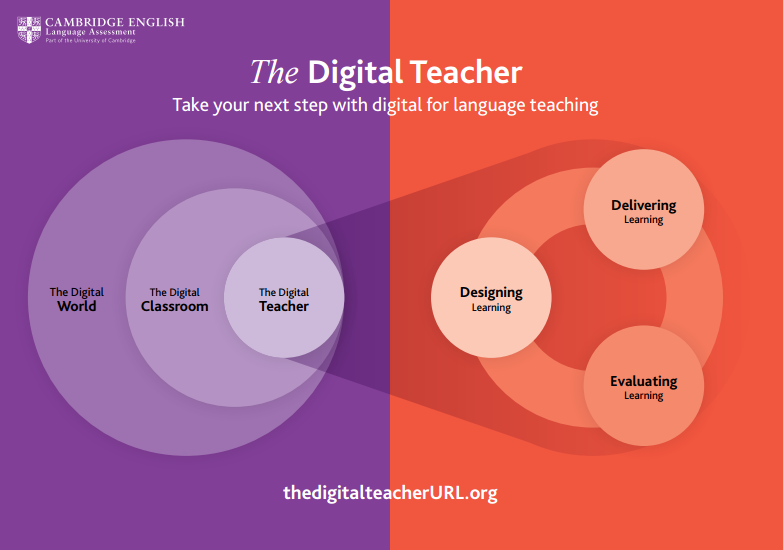 CAMBRIDGE ENGLISH
Language Assessment
Part of the University of Cambridge
The Digital Teacher
Take your next step with digital for language teaching
The Digital
World
The Digital
Classroom
The Digital
Teacher
Designing
Learning
Delivering
Learning
Evaluating
Learning
thedigitalteacherURL.org